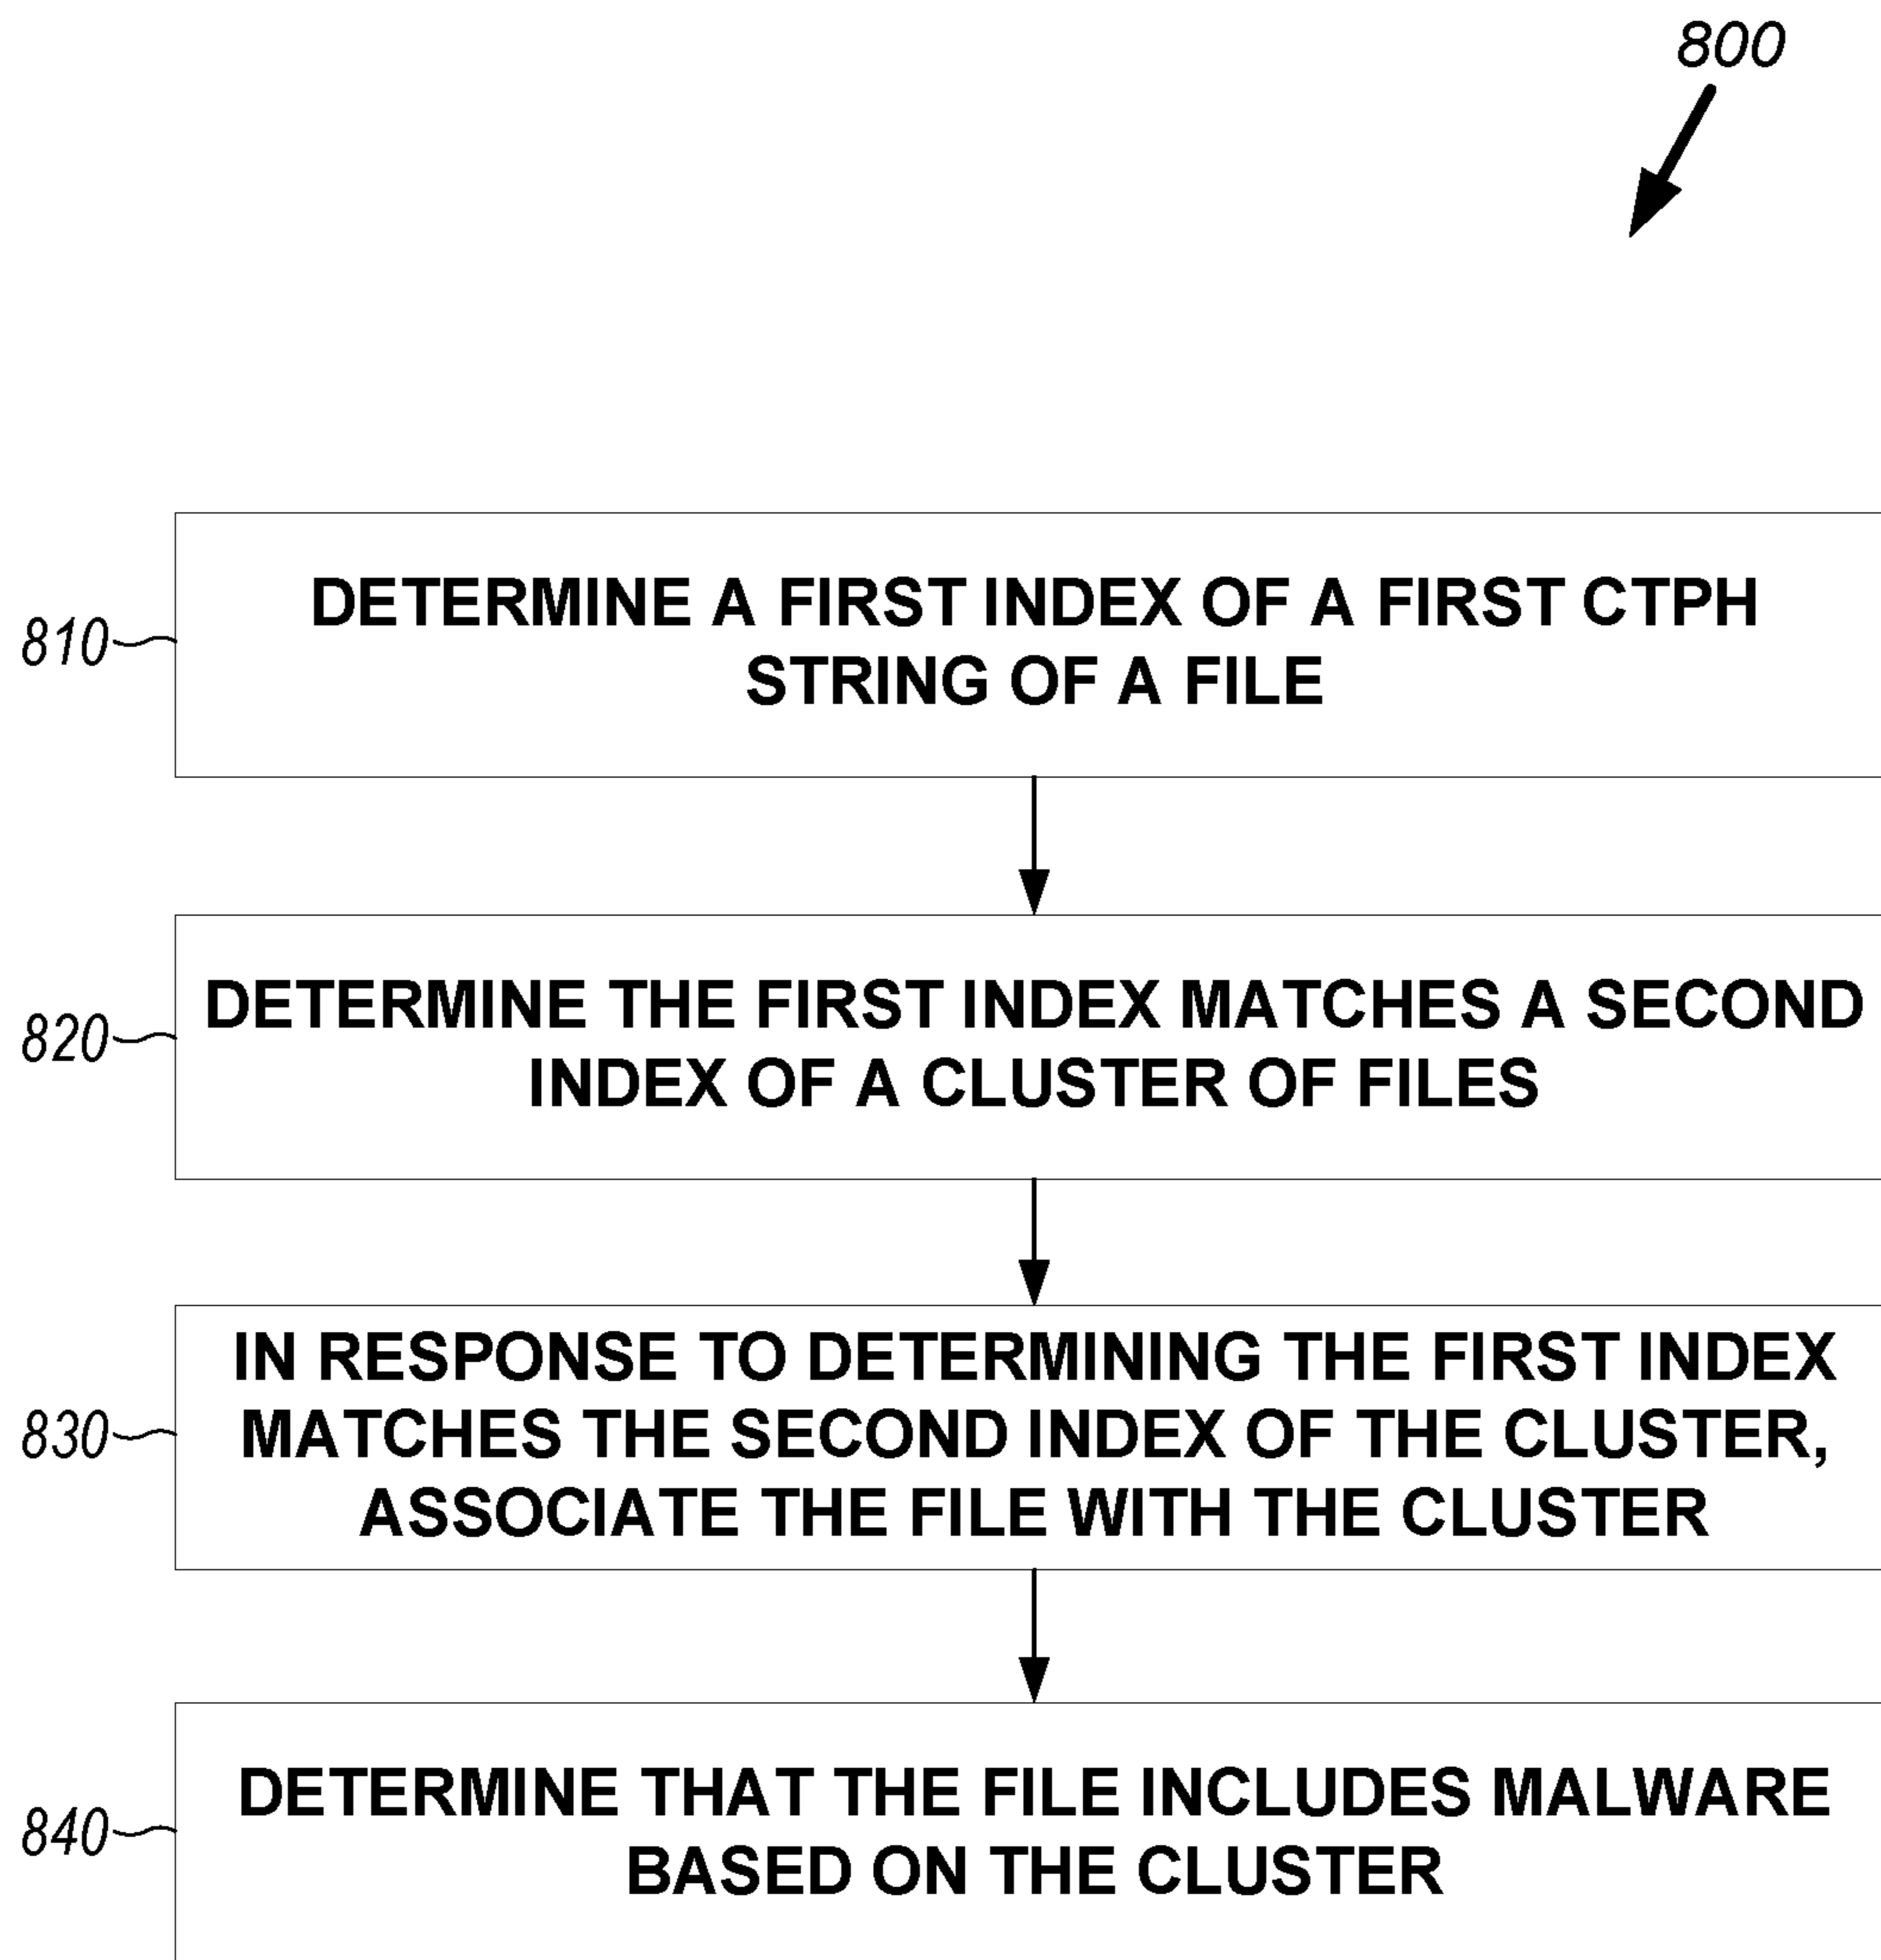 800
810
DETERMINE A FIRST INDEX OF A FIRST CTPH
STRING OF A FILE
820
DETERMINE THE FIRST INDEX MATCHES A SECOND
INDEX OF A CLUSTER OF FILES
830
IN RESPONSE TO DETERMINING THE FIRST INDEX
MATCHES THE SECOND INDEX OF THE CLUSTER,
ASSOCIATE THE FILE WITH THE CLUSTER
840
DETERMINE THAT THE FILE INCLUDES MALWARE
BASED ON THE CLUSTER